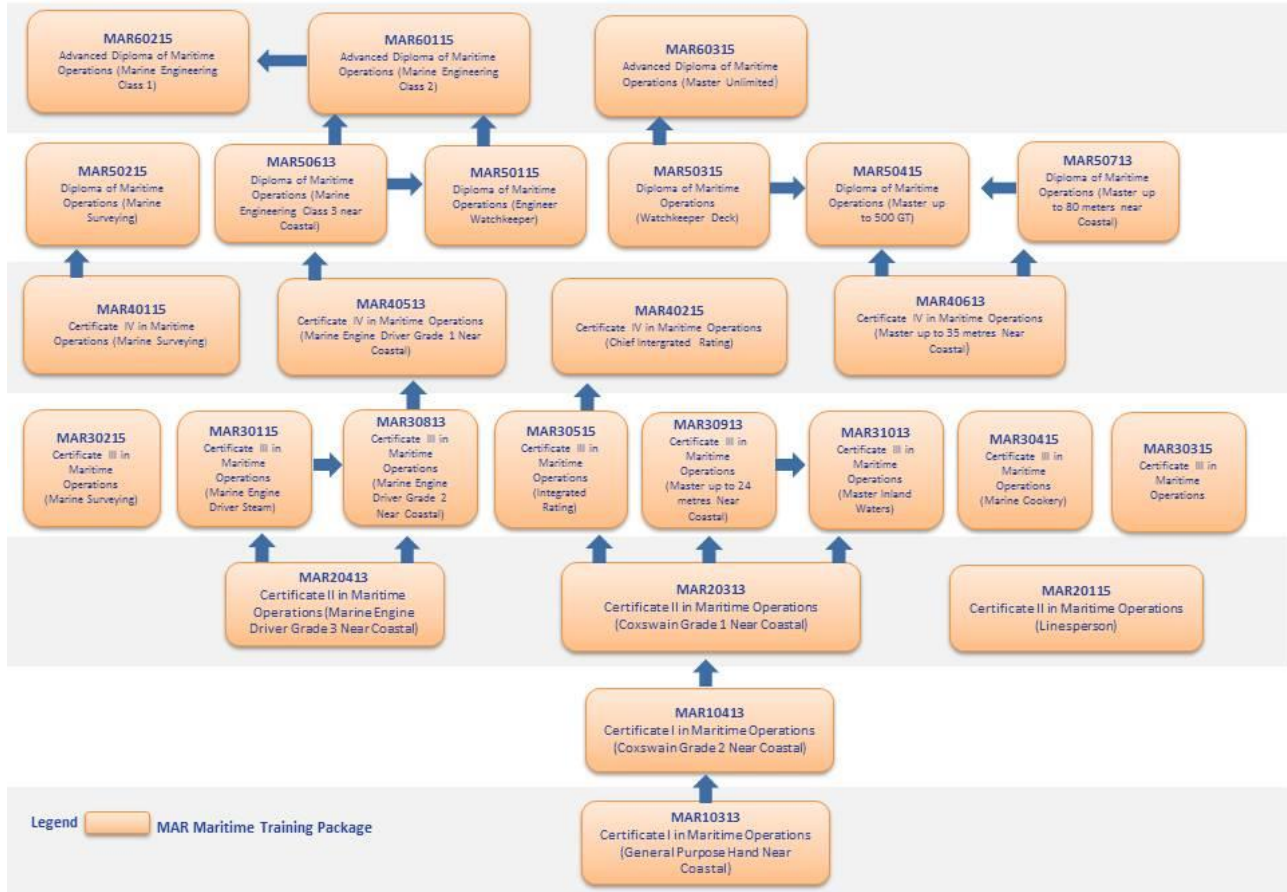 MAR60215
Advanced Diploma of Maritime
Operations (Marine Engineering
Class 1)
MAR60115
Advanced Diploma of Maritime
Operations (Marine Engineering
Class 2)
MAR60315
Advanced Diploma of Maritime
Operations (Master Unlimited)
MAR50215
Diploma of Maritime
Operations (Marine
Surveying)
MAR50613
Diploma of Maritime
Operations (Marine
Engineering Class 3 near
Coastal)
MAR50115
Diploma of Maritime
Operations (Engineer
Watchkeeper)
MAR50315
Diploma of Maritime
Operations
(Watchkeeper Deck)
MAR50415
Diploma of Maritime
Operations (Master up
to 500 GT)
MAR50713
Diploma of Maritime
Operations (Master up
to 80 meters near
Coastal)
MAR40115
Certificate IV in Maritime
Operations (Marine Surveying)
MAR40513
Certificate IV in Maritime Operations
(Marine Engine Driver Grade 1 Near
Coastal)
MAR40215
Certificate IV in Maritime Operations
(Chief Intergrated Rating)
MAR40613
Certificate IV in Maritime Operations
(Master up to 35 metres Near
Coastal)
MAR30215
Certificate III in
Maritime
Operations
(Marine Surveying)
MAR30115
Certificate III in
Maritime
Operations
(Marine Engine
Driver Steam)
MAR30813
Certificate III in
Maritime
Operations
(Marine Engine
Driver Grade 2
Near Coastal)
MAR30515
Certificate III in
Maritime
Operations
(Integrated
Rating)
MAR30913
Certificate III in
Maritime
Operations
(Master up to 24
metres Near
Coastal)
MAR31013
Certificate III in
Maritime
Operations
(Master Inland
Waters)
MAR30415
Certificate III in
Maritime
Operations
(Marine Cookery)
MAR30315
Certificate III in
Maritime
Operations
MAR20413
Certificate II in Maritime
Operations (Marine Engine
Driver Grade 3 Near Coastal)
MAR20313
Certificate II in Maritime Operations
(Coxswain Grade 1 Near Coastal)
MAR20115
Certificate II in Maritime Operations
(Linesperson)
MAR10413
Certificate I in Maritime Operations
(Coxswain Grade 2 Near Coastal)
MAR10313
Certificate I in Maritime Operations
(General Purpose Hand Near
Coastal)
Legend
MAR Maritime Training Package